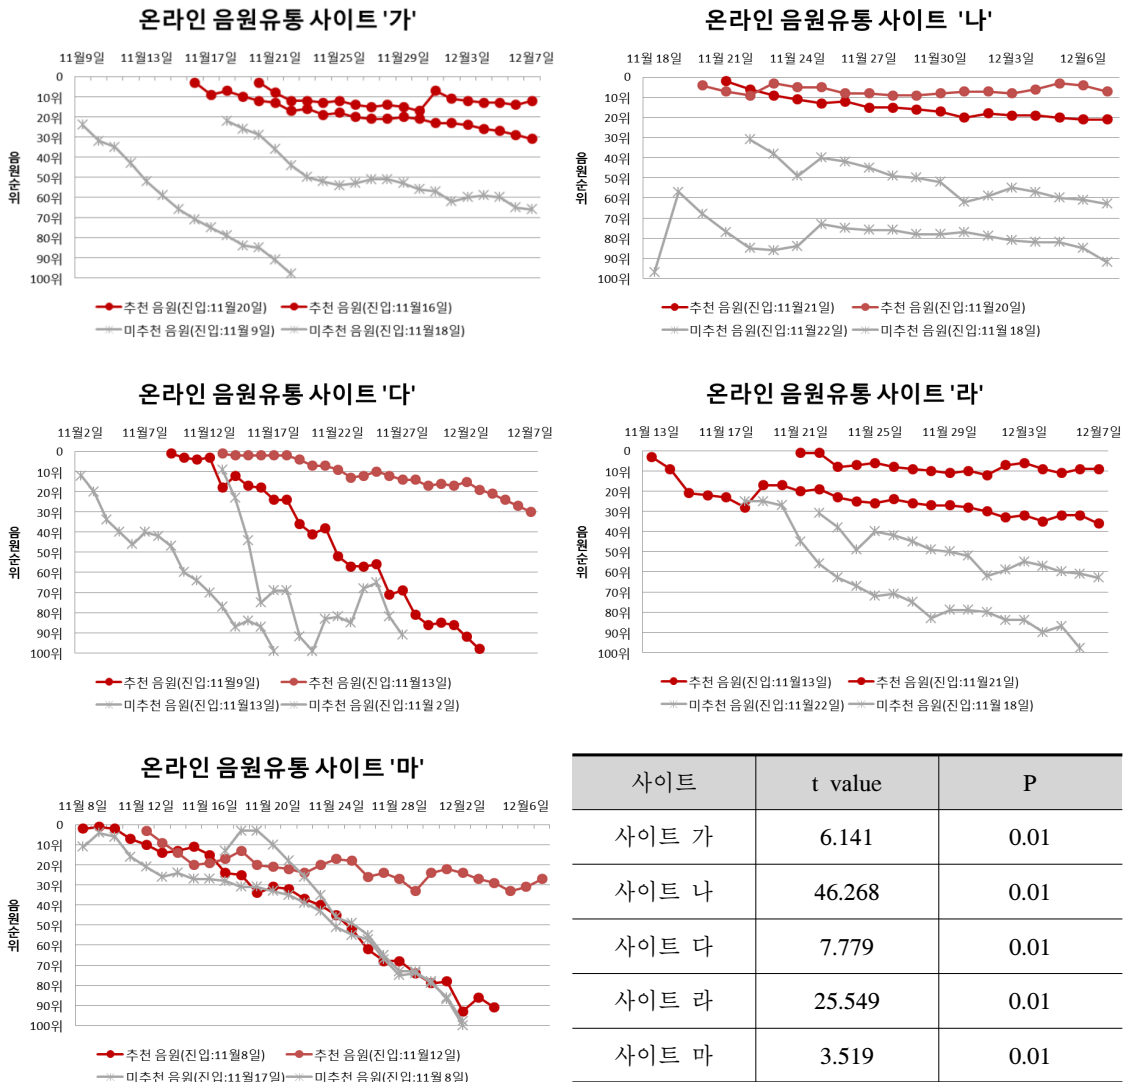 온라인 음원유통 사이트 '가'
11월9일 11월13일 11월17일 11월21일 11월25일 11월29일 12월3일 12월7일
0
10위
20위
30위
40위
50위
60위
70위
80위
90위
100위
음원순위
추천 음원(진입:11월20일) 추천 음원(진입:11월16일)
미추천 음원(진입:11월9일) 미추천 음원(진입:11월18일)
온라인 음원유통 사이트 '나'
11월 18일 11월 21일 11월 24일 11월27일 11월30일 12월3일 12월6일
0
10위
20위
30위
40위
50위
60위
70위
80위
90위
100위
음원순위
추천 음원(진입:11월21일) 추천 음원(진입:11월20일)
미추천 음원(진입:11월22일) 미추천 음원(진입:11월 18일)
온라인 음원유통 사이트 '다'
11월2일 11월7일 11월12일 11월17일 11월22일 11월27일 12월2일 12월7일
0
10위
20위
30위
40위
50위
60위
70위
80위
90위
100위
음원순위
추천 음원(진입:11월9일) 추천 음원(진입:11월13일)
미추천 음원(진입:11월13일) 미추천 음원(진입:11월 2일)
온라인 음원유통 사이트 '라'
11월 13일 11월 17일 11월 21일 11월25일 11월29일 12월3일 12월7일
0
10위
20위
30위
40위
50위
60위
70위
80위
90위
100위
음원순위
추천 음원(진입:11월13일) 추천 음원(진입:11월21일)
미추천 음원(진입:11월22일) 미추천 음원(진입:11월 18일)
온라인 음원유통 사이트 '마'
11월 8일 11월 12일 11월 16일 11월 20일 11월 24일 11월 28일 12월2일 12월6일
0
10위
20위
30위
40위
50위
60위
70위
80위
90위
100위
음원순위
추천 음원(진입:11월8일) 추천 음원(진입:11월12일)
미추천 음원(진입:11월17일) 미추천 음원(진입:11월 8일)
사이트 t value P
사이트 가 6.141 0.01
사이트 나 46.268 0.01
사이트 다 7.779 0.01
사이트 라 25.549 0.01
사이트 마 3.519 0.01